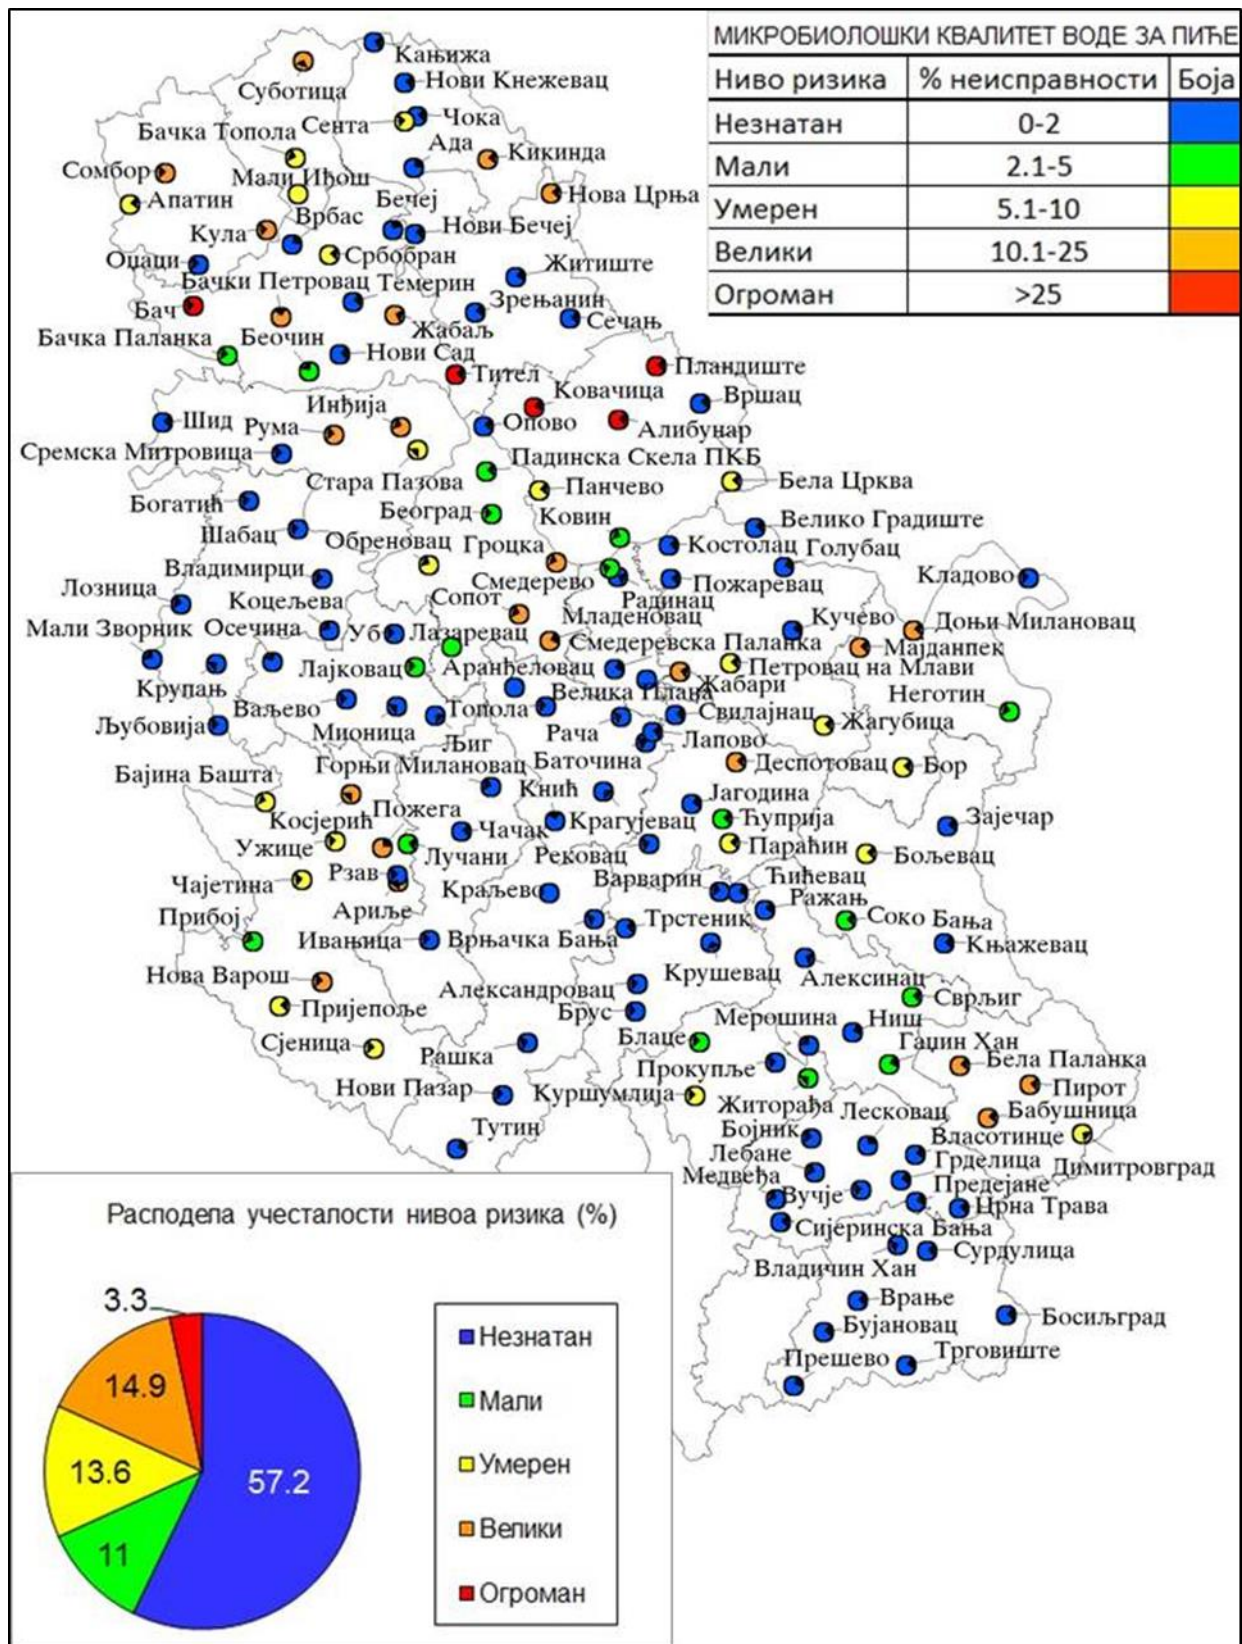 МИКРОБИОЛОШКИ КВАЛИТЕТ ВОДЕ ЗА ПИЋЕ
Ниво ризика % неисправности Боја
Незнатан 0-2
Мали 2.1-5
Умерен 5.1-10
Велики 10.1-25
Огроман >25
Кањижа
Суботица
Нови Кнежевац
Бачка Топола
Сента
Чока
Сомбор
Ада
Кикинда
Мали Иђош
Апатин
Бечеј
Нова Црња
Врбас
Кула
Нови Бечеј
Србобран
Оџаци
Житиште
Бачки Петровац
Темерин
Зрењанин
Бач
Сечањ
Жабаљ
Бачка Паланка
Беочин
Нови Сад
Пландиште
Тител
Ковачица
Вршац
Инђија
Шид
Рума
Опово
Алибунар
Сремска Митровица
Падинска Скела ПКБ
Стара Пазова
Панчево
Бела Црква
Богатић
Београд
Ковин
Велико Градиште
Шабац
Обреновац
Гроцка
Костолац
Голубац
Владимирци
Смедерево
Пожаревац
Кладово
Лозница
Коцељева
Сопот
Радинац
Младеновац
Кучево
Доњи Милановац
Мали Зворник
Осечина
Уб
Лазаревац
Смедеревска Паланка
Мајданпек
Лајковац
Аранђеловац
Петровац на Млави
Крупањ
Велика Плана
Жабари
Неготин
Ваљево
Љубовија
Мионица
Топола
Свилајнац
Жагубица
Љиг
Рача
Лапово
Бајина Башта
Горњи Милановац
Баточина
Деспотовац
Бор
Кнић
Јагодина
Косјерић
Пожега
Чачак
Крагујевац
Ћуприја
Зајечар
Ужице
Лучани
Рековац
Параћин
Бољевац
Чајетина
Рзав
Краљево
Варварин
Ћићевац
Ражањ
Прибој
Ариље
Трстеник
Соко Бања
Ивањица
Врњачка Бања
Књажевац
Нова Варош
Крушевац
Алексинац
Александровац
Пријепоље
Сврљиг
Брус
Мерошина
Ниш
Сјеница
Рашка
Блаце
Гаџин Хан
Бела Паланка
Прокупље
Пирот
Нови Пазар
Куршумлија
Житорађа
Лесковац
Бабушница
Тутин
Бојник
Власотинце
Лебане
Грделица
Димитровград
Медвеђа
Вучје
Предејане
Црна Трава
Сијеринска Бања
Сурдулица
Владичин Хан
Врање
Босиљград
Бујановац
Прешево
Трговиште
Расподела учесталости нивоа ризика (%)
3.3
14.9
13.6
11
57.2
Незнатан
Мали
Умерен
Велики
Огроман